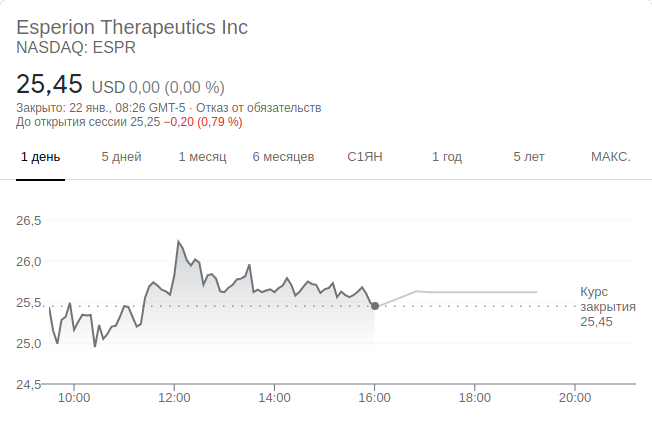 Esperion Therapeutics Inc
NASDAQ: ESPR
25,45 USD 0,00 (0,00 %)
Закрыто: 22 янв., 08:26 GMT-5 · Отказ от обязательств
До открытия сессии 25,25 −0,20 (0,79 %)
1 день 5 дней 1 месяц 6 месяцев С1ЯН 1 год 5 лет МАКС.
26,5
26,0
25,5
25,0
24,5
Курс
закрытия
25,45
10:00 12:00 14:00 16:00 18:00 20:00